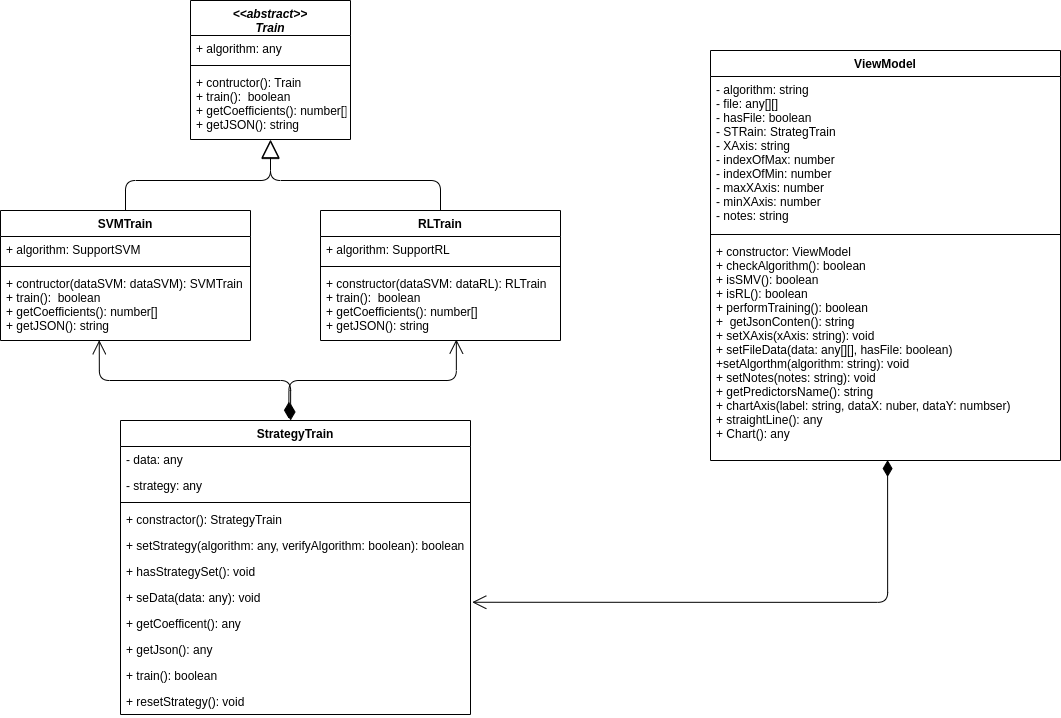 <<abstract>>
Train
+ algorithm: any
+ contructor(): Train
+ train():  boolean
+ getCoefficients(): number[]
+ getJSON(): string
SVMTrain
+ algorithm: SupportSVM
+ contructor(dataSVM: dataSVM): SVMTrain
+ train():  boolean
+ getCoefficients(): number[]
+ getJSON(): string
RLTrain
+ algorithm: SupportRL
+ constructor(dataSVM: dataRL): RLTrain
+ train():  boolean
+ getCoefficients(): number[]
+ getJSON(): string
StrategyTrain
- data: any
- strategy: any
+ constractor(): StrategyTrain
+ setStrategy(algorithm: any, verifyAlgorithm: boolean): boolean
+ hasStrategySet(): void
+ seData(data: any): void
+ getCoefficent(): any
+ getJson(): any
+ train(): boolean
+ resetStrategy(): void
ViewModel
- algorithm: string
- file: any[][]
- hasFile: boolean
- STRain: StrategTrain
- XAxis: string
- indexOfMax: number
- indexOfMin: number
- maxXAxis: number
- minXAxis: number
- notes: string
+ constructor: ViewModel
+ checkAlgorithm(): boolean
+ isSMV(): boolean
+ isRL(): boolean
+ performTraining(): boolean
+  getJsonConten(): string
+ setXAxis(xAxis: string): void
+ setFileData(data: any[][], hasFile: boolean)
+setAlgorthm(algorithm: string): void
+ setNotes(notes: string): void
+ getPredictorsName(): string
+ chartAxis(label: string, dataX: nuber, dataY: numbser)
+ straightLine(): any
+ Chart(): any